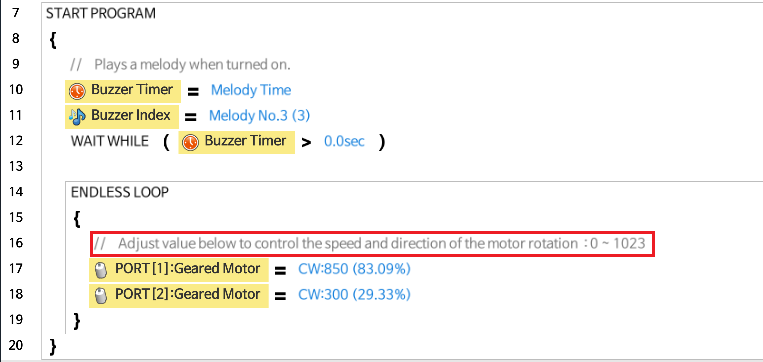 7 START PROGRAM
8 {
9 // Plays a melody when turned on.
10 Buzzer Timer = Melody Time
11 Buzzer Index = Melody No.3 (3)
12 WAIT WHILE ( Buzzer Timer > 0.0sec )
13
14 ENDLESS LOOP
15 {
16 // Adjust value below to control the speed and direction of the motor rotation : 0 ~ 1023
17 PORT[1]:Geared Motor = CW:850 (83.09%)
18 PORT[2]:Geared Motor = CW:300 (29.33%)
19 }
20 }